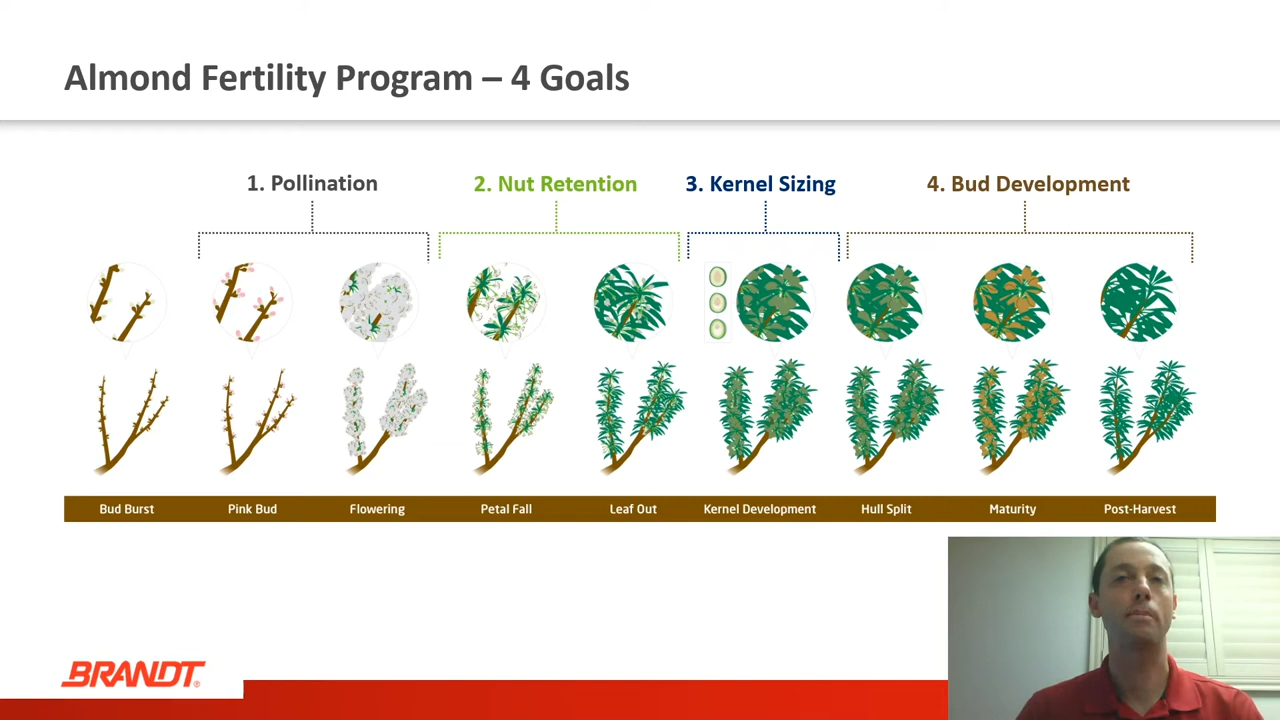 Almond Fertility Program – 4 Goals
1. Pollination
2. Nut Retention
3. Kernel Sizing
4. Bud Development
Bud Burst
Pink Bud
Flowering
Petal Fall
Leaf Out
Kernel Development
Hull Split
Maturity
Post-Harvest
BRANDT®